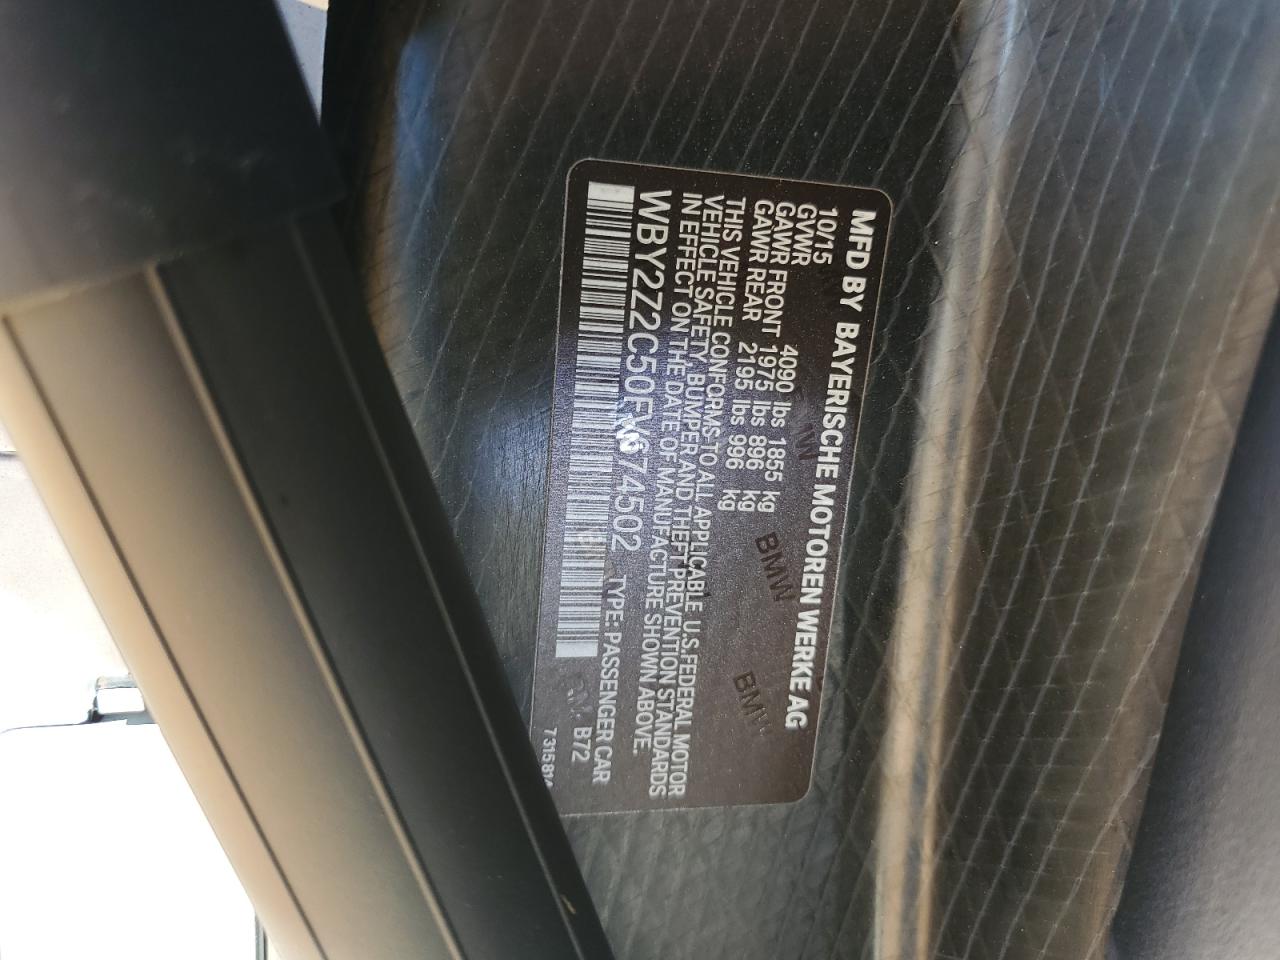 MFD BY BAYERISCHE MOTOREN WERKE AG
10/15
GVWR 4090 lbs 1855 kg
GAWR FRONT 1975 lbs 896 kg
GAWR REAR 2195 lbs 996 kg
THIS VEHICLE CONFORMS TO ALL APPLICABLE U.S.FEDERAL MOTOR
VEHICLE SAFETY, BUMPER AND THEFT PREVENTION STANDARDS
IN EFFECT ON THE DATE OF MANUFACTURE SHOWN ABOVE.
WBY2Z2C50FV674502 TYPE: PASSENGER CAR
B72
BMW
BMW